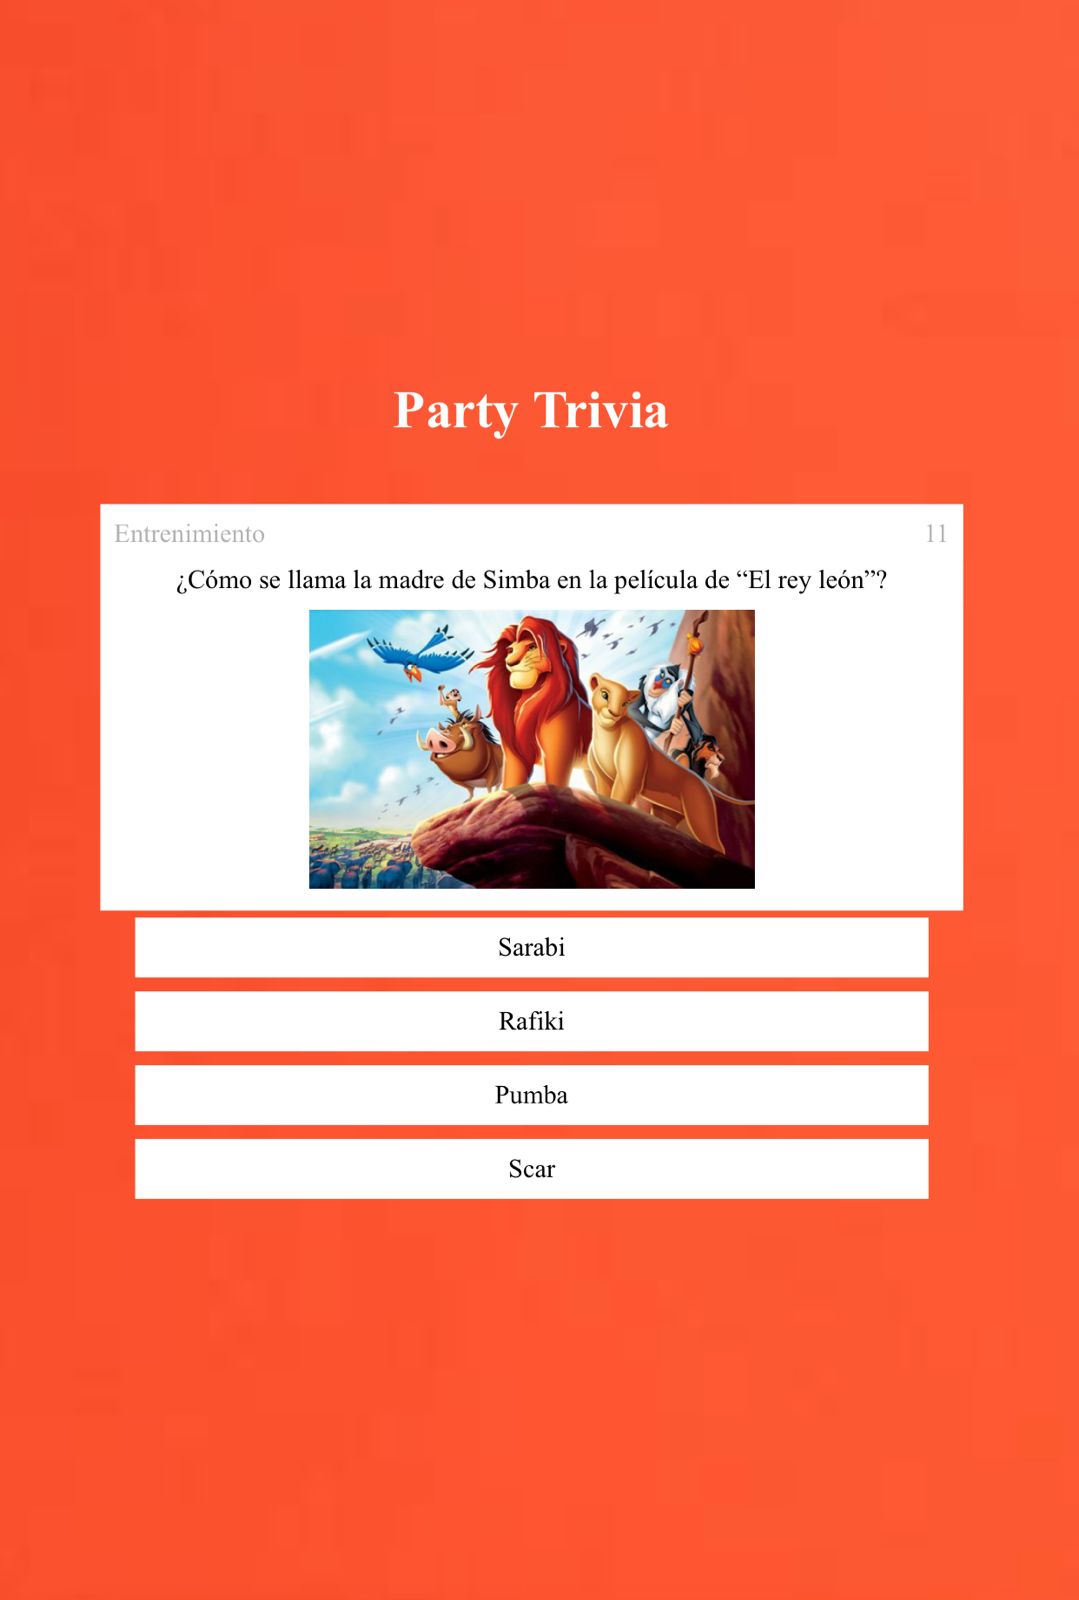 Party Trivia
Entrenimiento
11
¿Cómo se llama la madre de Simba en la película de “El rey león”?
Sarabi
Rafiki
Pumba
Scar